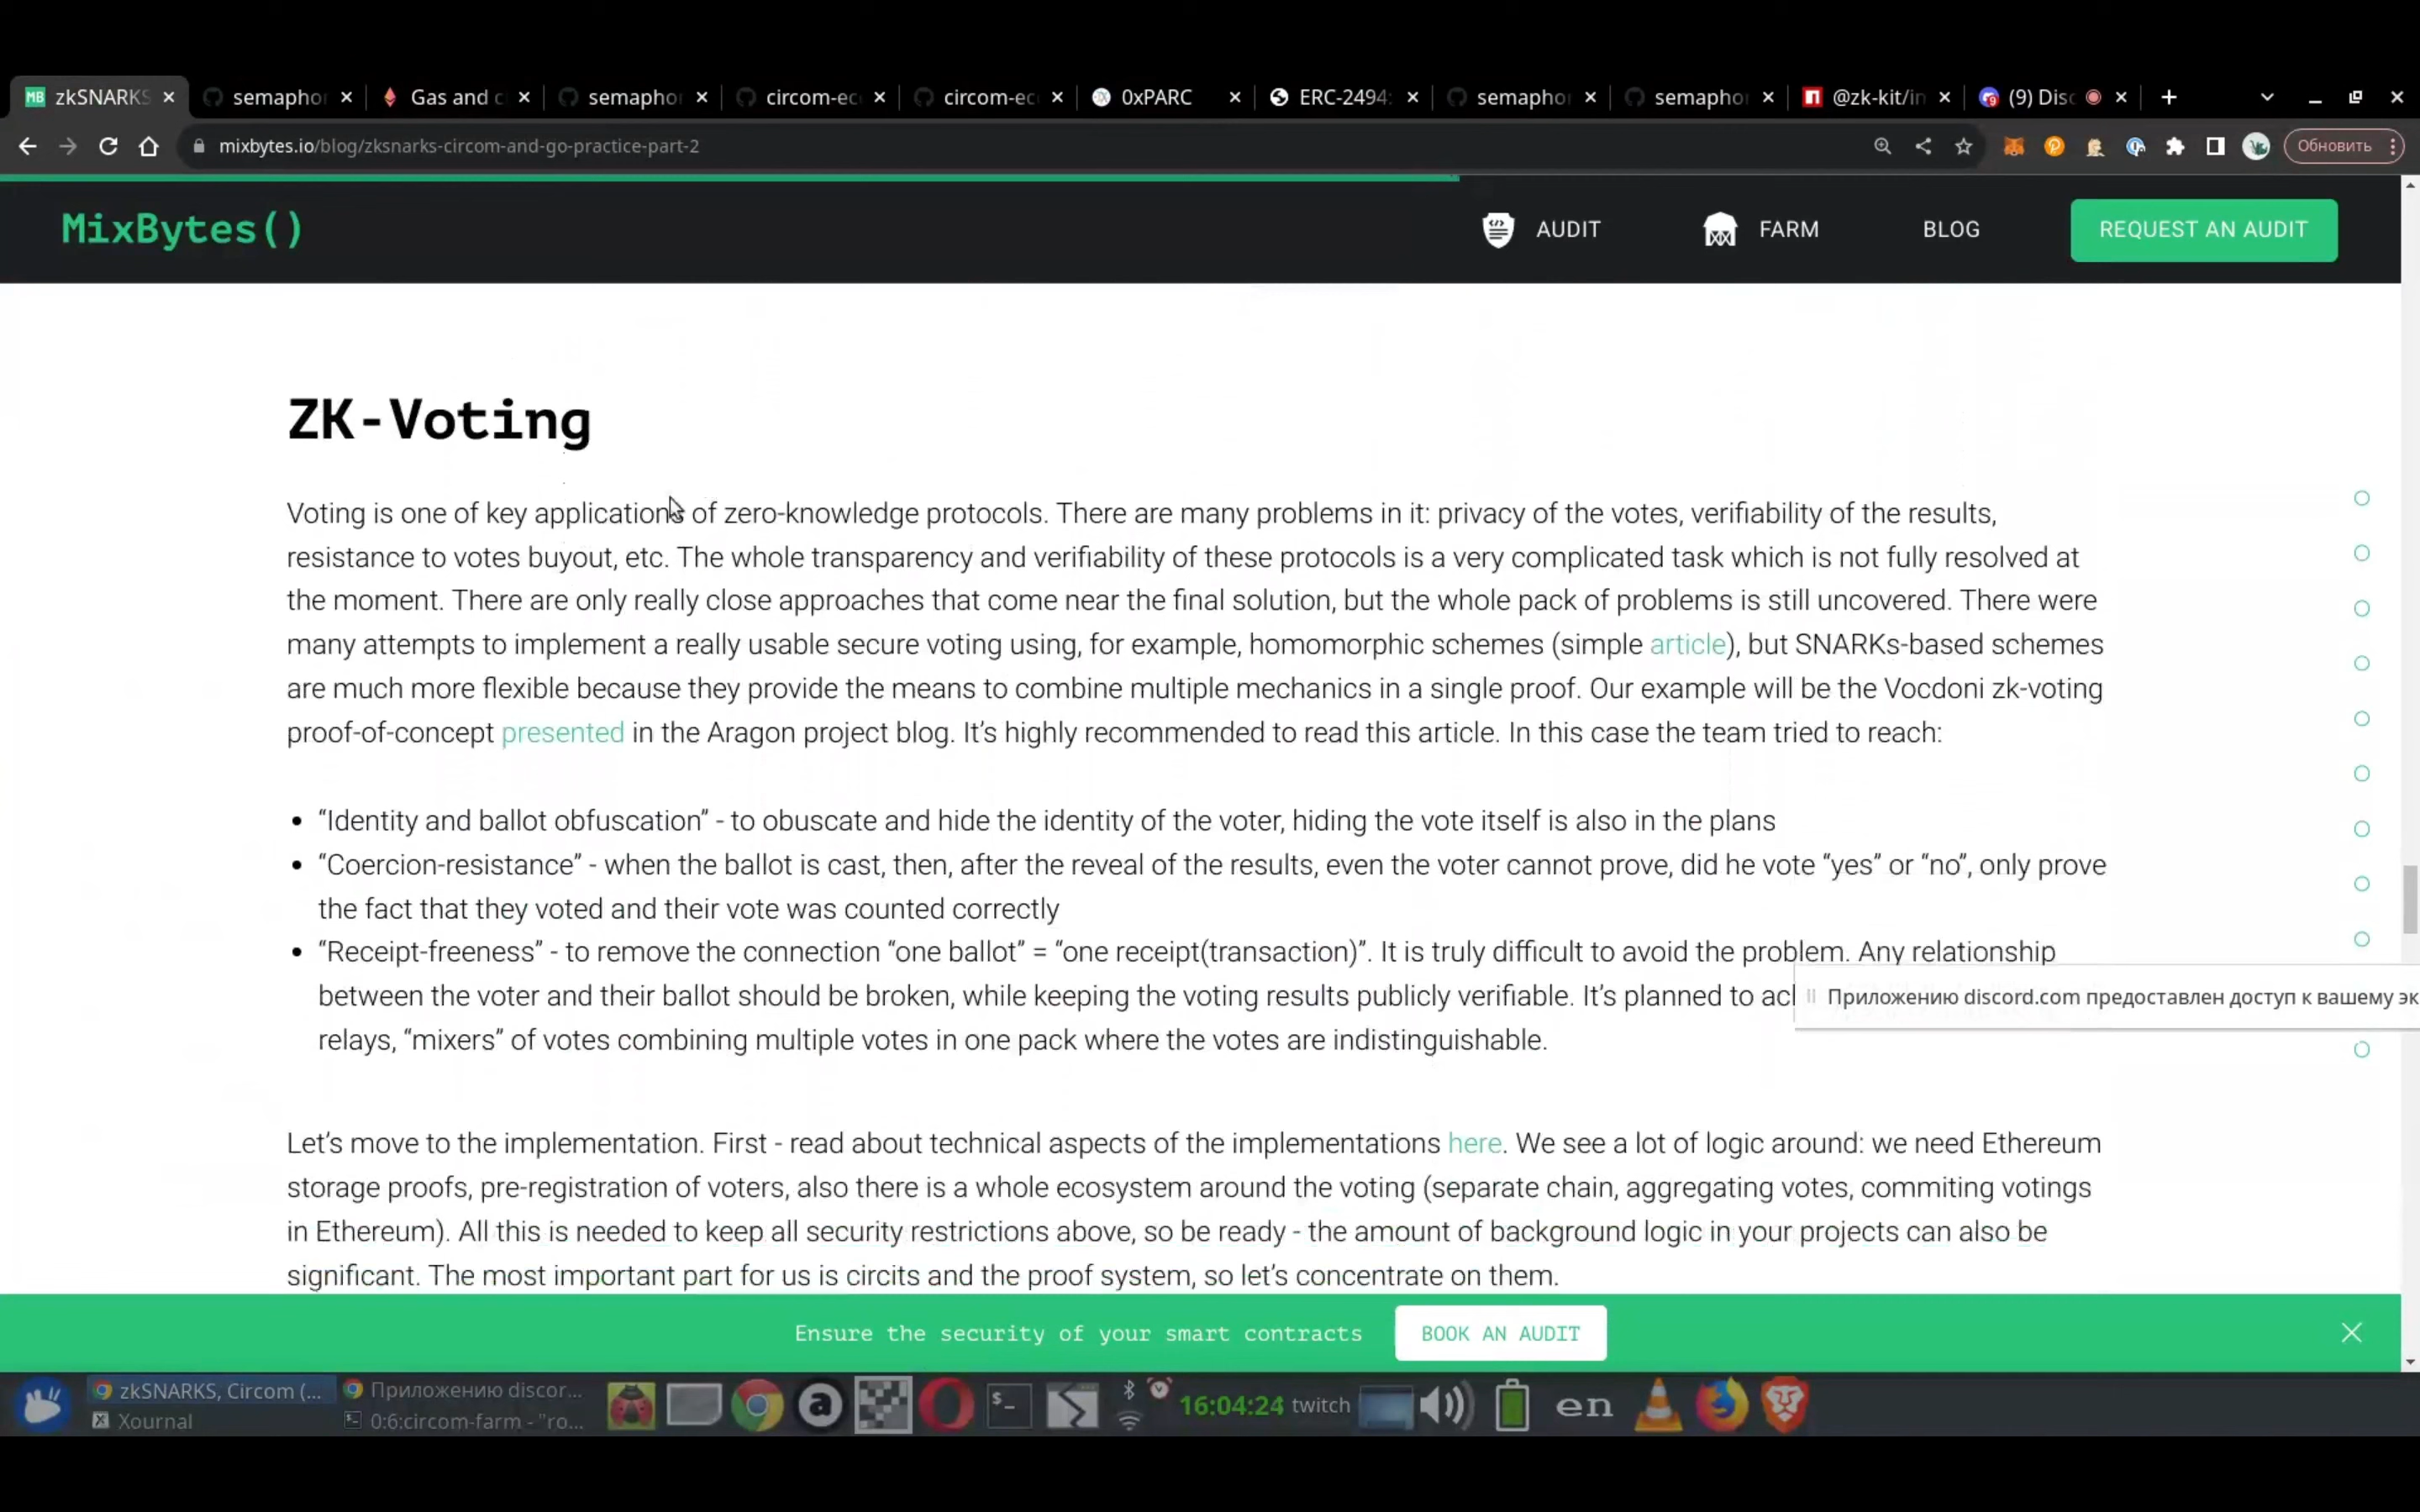 zkSNARKS
semapho
Gas and c
semapho
circom-ec
circom-ec
0xPARC
ERC-2494:
semapho
semapho
@zk-kit/in
(9) Disc
mixbytes.io/blog/zksnarks-circom-and-go-practice-part-2
Обновить
MixBytes()
AUDIT
FARM
BLOG
REQUEST AN AUDIT
ZK-Voting
Voting is one of key applications of zero-knowledge protocols. There are many problems in it: privacy of the votes, verifiability of the results,
resistance to votes buyout, etc. The whole transparency and verifiability of these protocols is a very complicated task which is not fully resolved at
the moment. There are only really close approaches that come near the final solution, but the whole pack of problems is still uncovered. There were
many attempts to implement a really usable secure voting using, for example, homomorphic schemes (simple article), but SNARKs-based schemes
are much more flexible because they provide the means to combine multiple mechanics in a single proof. Our example will be the Vocdoni zk-voting
proof-of-concept presented in the Aragon project blog. It’s highly recommended to read this article. In this case the team tried to reach:
• “Identity and ballot obfuscation” - to obuscate and hide the identity of the voter, hiding the vote itself is also in the plans
• “Coercion-resistance” - when the ballot is cast, then, after the reveal of the results, even the voter cannot prove, did he vote “yes” or “no”, only prove
the fact that they voted and their vote was counted correctly
• “Receipt-freeness” - to remove the connection “one ballot” = “one receipt(transaction)”. It is truly difficult to avoid the problem. Any relationship
between the voter and their ballot should be broken, while keeping the voting results publicly verifiable. It’s planned to acl
Приложению discord.com предоставлен доступ к вашему эк
relays, “mixers” of votes combining multiple votes in one pack where the votes are indistinguishable.
Let’s move to the implementation. First - read about technical aspects of the implementations here. We see a lot of logic around: we need Ethereum
storage proofs, pre-registration of voters, also there is a whole ecosystem around the voting (separate chain, aggregating votes, commiting votings
in Ethereum). All this is needed to keep all security restrictions above, so be ready - the amount of background logic in your projects can also be
significant. The most important part for us is circits and the proof system, so let’s concentrate on them.
Ensure the security of your smart contracts
BOOK AN AUDIT
zkSNARKS, Circom (...
Приложению discor...
Xournal
0:6:circom-farm - "ro...
16:04:24
twitch
en